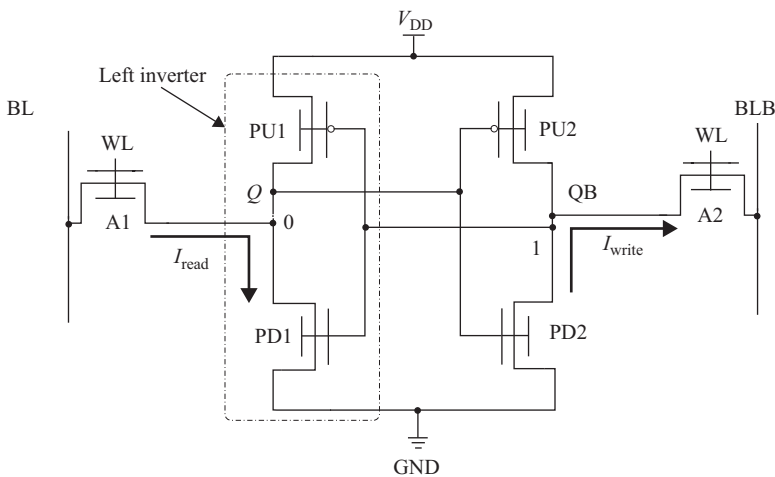 V_DD
Left inverter
BL
PU1
PU2
BLB
WL
WL
Q
QB
A1
0
A2
I_read
1
I_write
PD1
PD2
GND